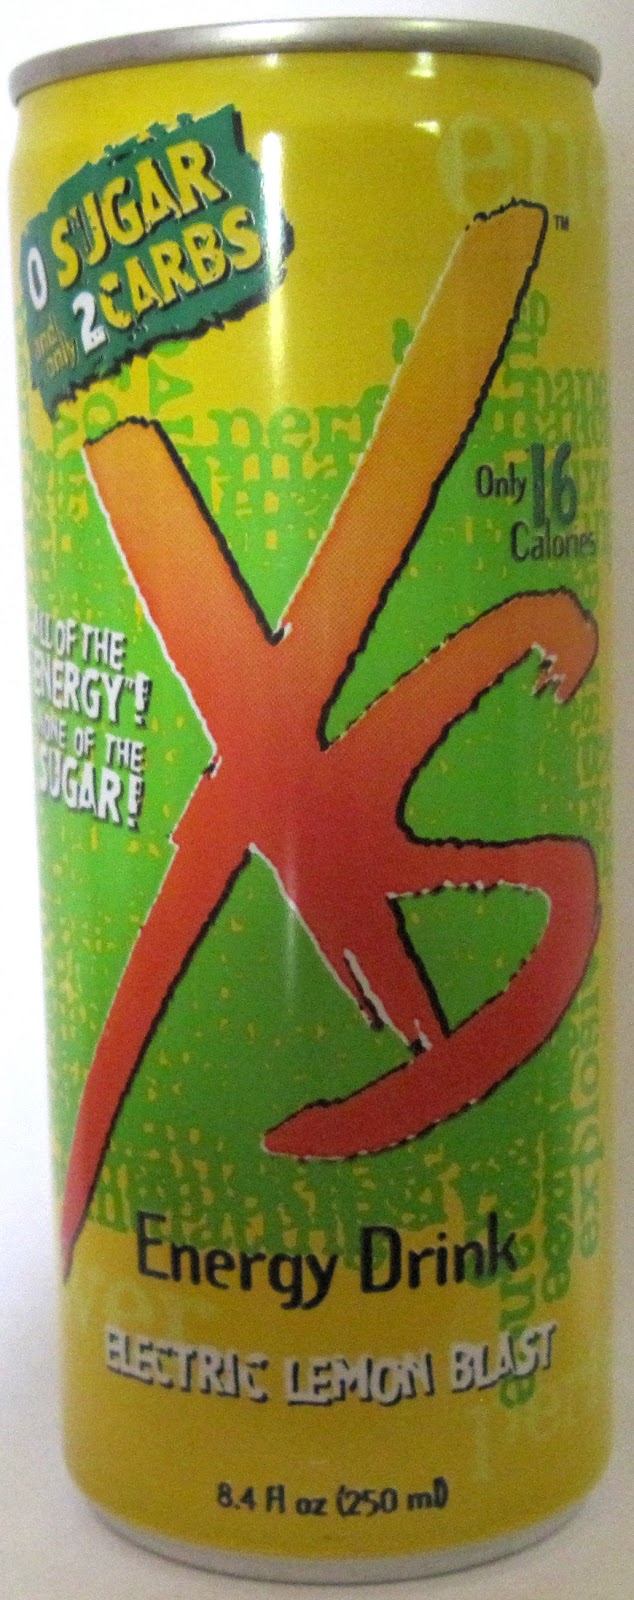 0 SUGAR
and only 2 CARBS
XS™
Only 16
Calories
ALL OF THE
ENERGY"!
NONE OF THE
SUGAR!
Energy Drink
ELECTRIC LEMON BLAST
8.4 Fl oz (250 ml)